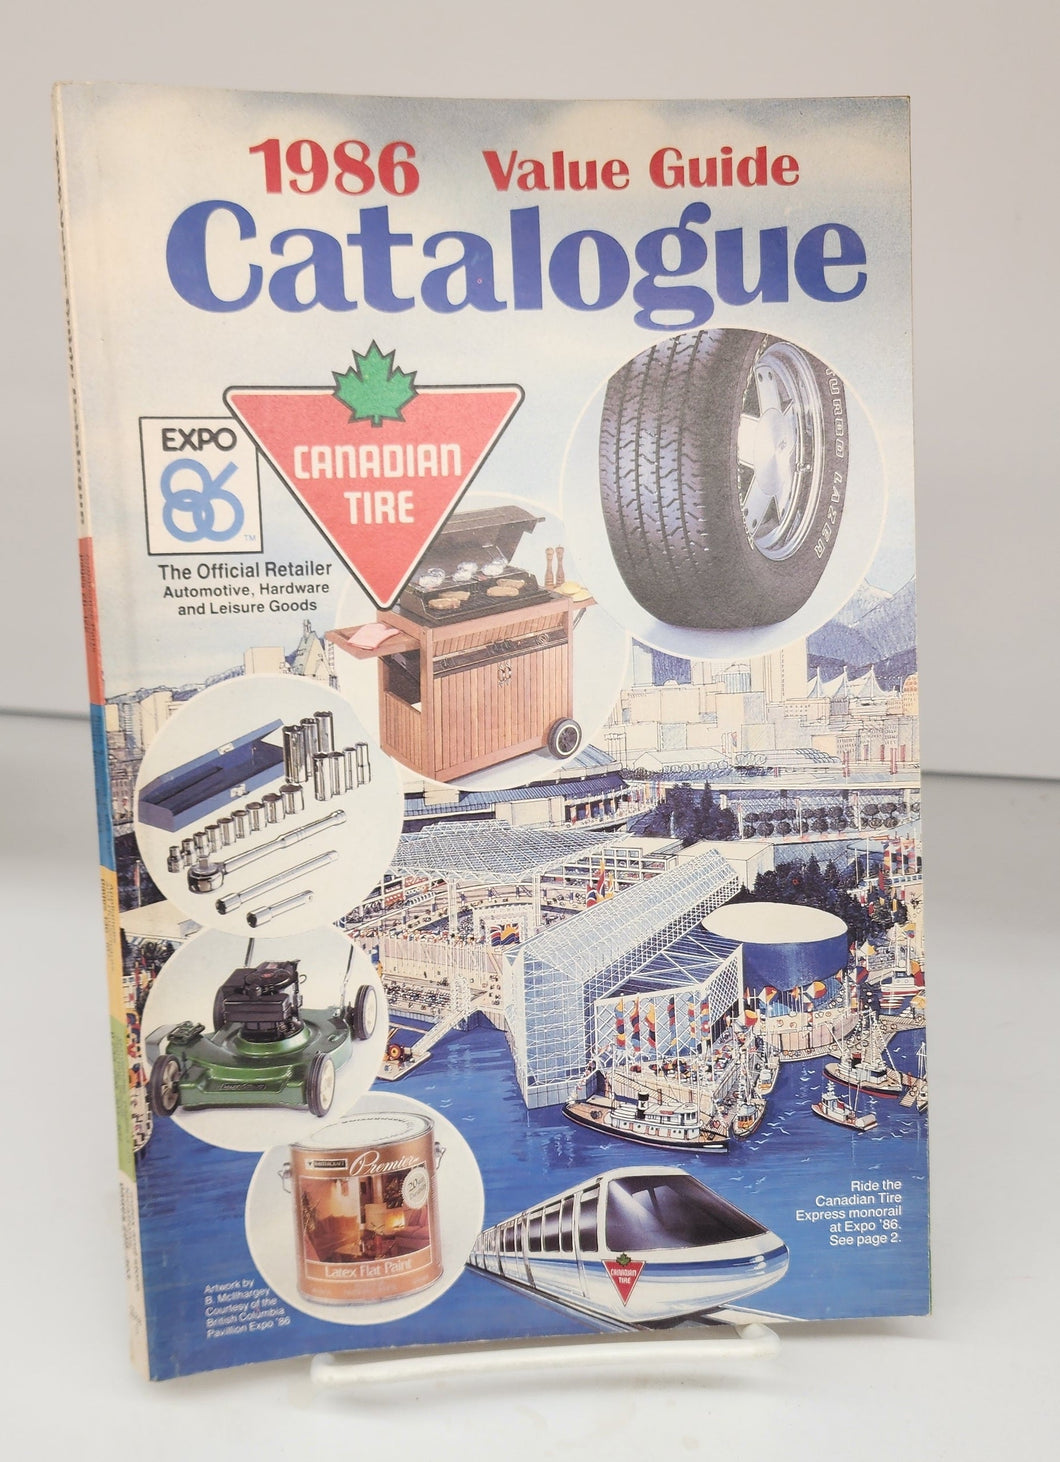 1986 Value Guide
Catalogue
CANADIAN
TIRE
EXPO
86
TM
The Official Retailer
Automotive, Hardware
and Leisure Goods
LAZER
Premier
Latex Flat Paint
CANADIAN
TIRE
Ride the
Canadian Tire
Express monorail
at Expo '86.
See page 2.
Artwork by
B. McIlhargey
Courtesy of the
British Columbia
Pavilion Expo '86